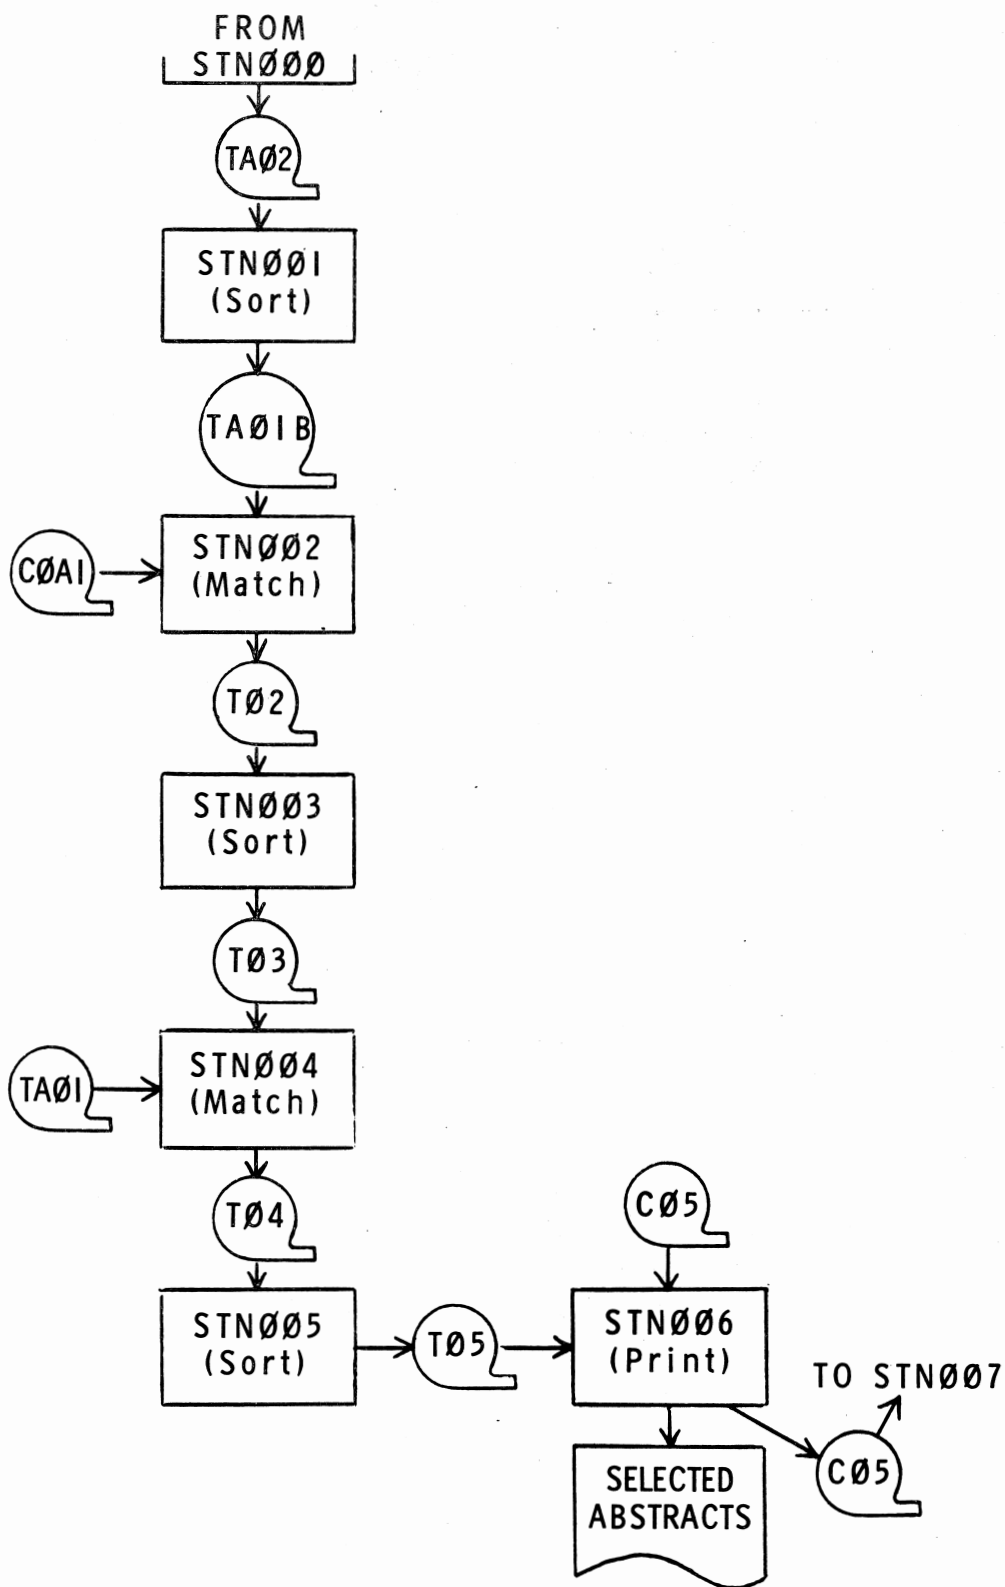 FROM
STNØØØ
TAØ2
STNØØ1
(Sort)
TAØ1B
CØA1
STNØØ2
(Match)
TØ2
STNØØ3
(Sort)
TØ3
TAØ1
STNØØ4
(Match)
TØ4
CØ5
STNØØ5
(Sort)
TØ5
STNØØ6
(Print)
TO STNØØ7
CØ5
SELECTED
ABSTRACTS